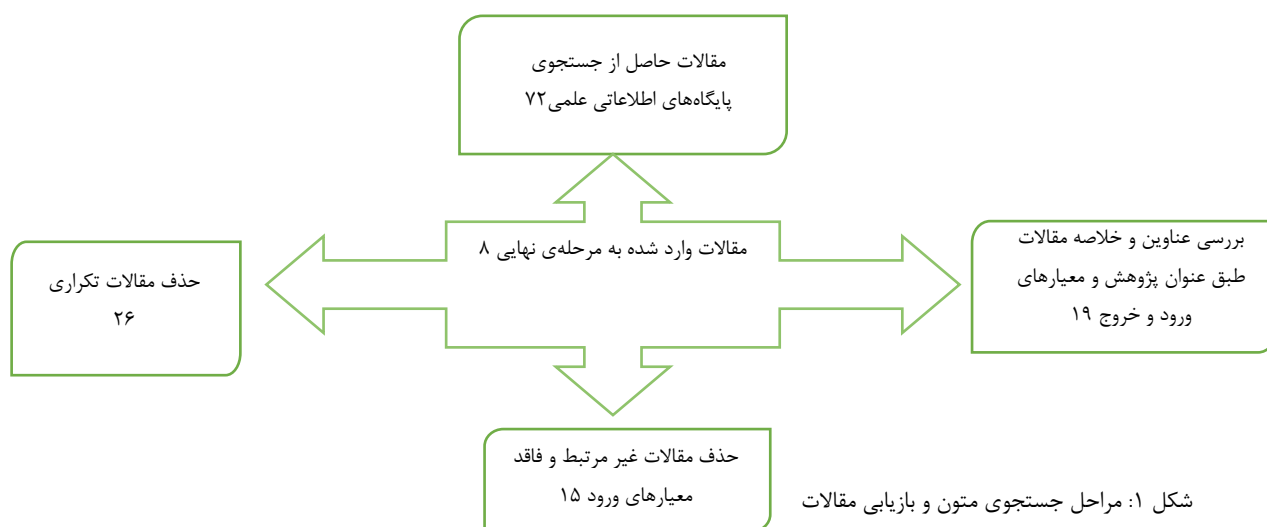 مقالات حاصل از جستجوی
پایگاه‌های اطلاعاتی علمی۷۲
مقالات وارد شده به مرحله‌ی نهایی ۸
بررسی عناوین و خلاصه مقالات
طبق عنوان پژوهش و معیارهای
ورود و خروج ۱۹
حذف مقالات تکراری
۲۶
حذف مقالات غیر مرتبط و فاقد
معیارهای ورود ۱۵
شکل ۱: مراحل جستجوی متون و بازیابی مقالات